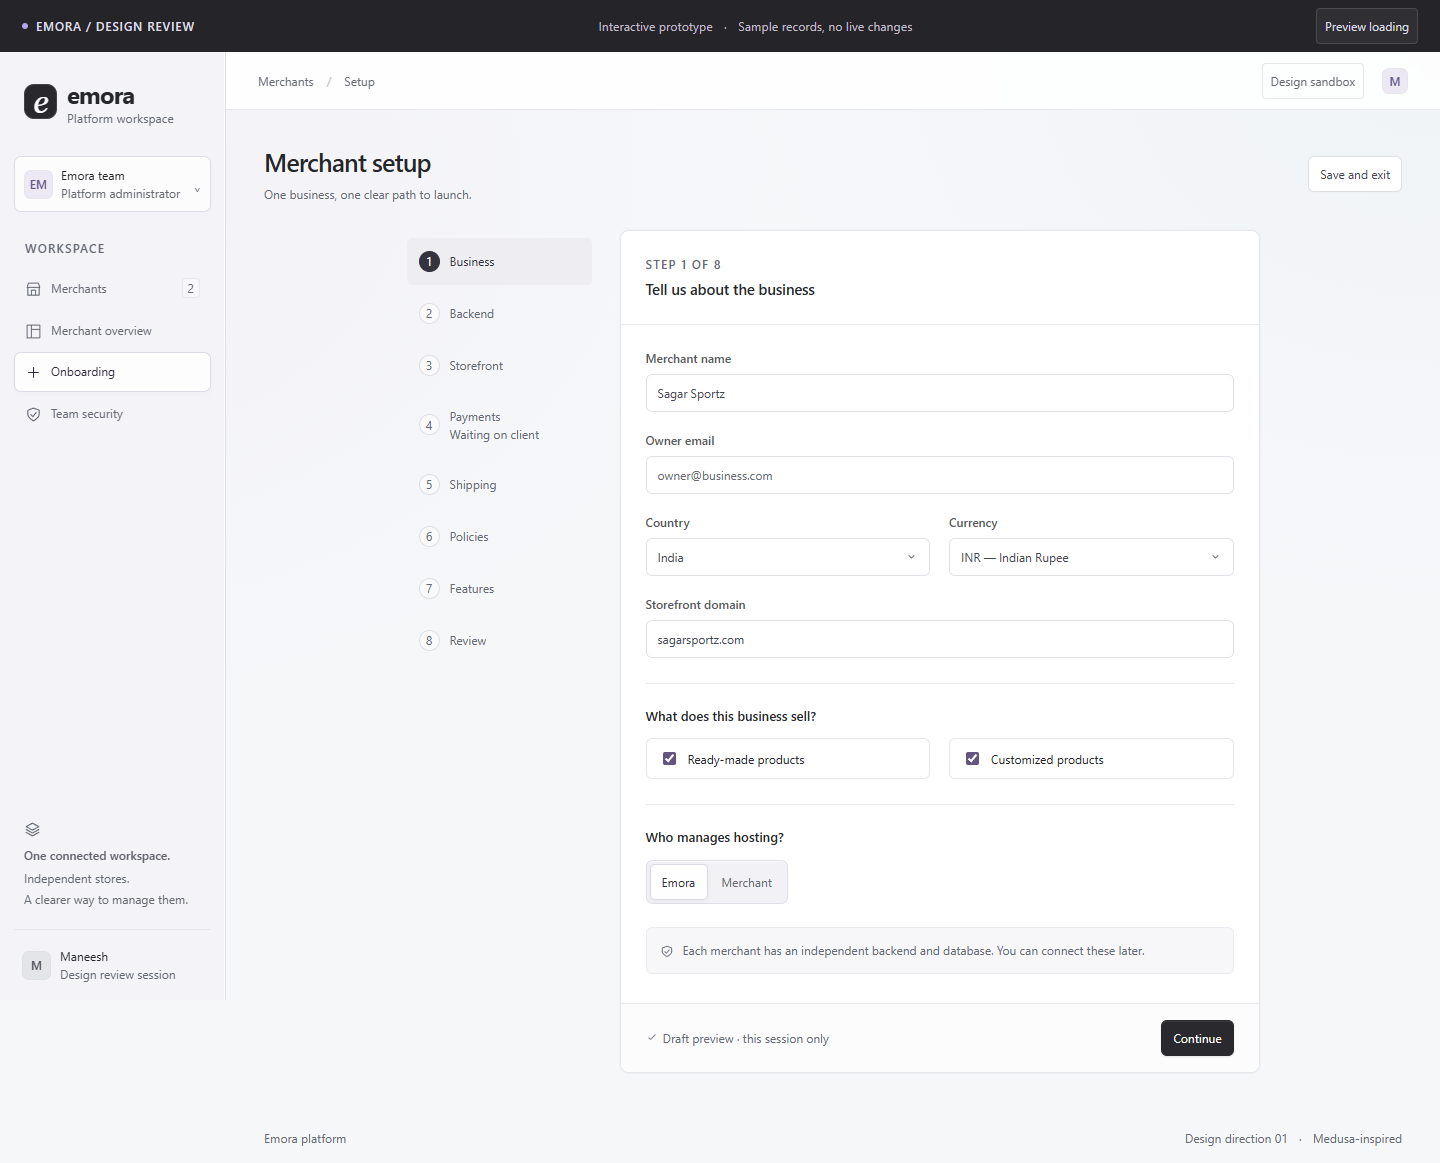 EMORA / DESIGN REVIEW
Interactive prototype · Sample records, no live changes
Preview loading
e emora
Platform workspace
Merchants / Setup
Design sandbox
M
EM
Emora team
Platform administrator
WORKSPACE
Merchants 2
Merchant overview
Onboarding
Team security
One connected workspace.
Independent stores.
A clearer way to manage them.
M
Maneesh
Design review session
Merchant setup
One business, one clear path to launch.
Save and exit
1 Business
2 Backend
3 Storefront
4 Payments
Waiting on client
5 Shipping
6 Policies
7 Features
8 Review
STEP 1 OF 8
Tell us about the business
Merchant name
Sagar Sportz
Owner email
owner@business.com
Country
India
Currency
INR — Indian Rupee
Storefront domain
sagarsportz.com
What does this business sell?
Ready-made products
Customized products
Who manages hosting?
Emora Merchant
Each merchant has an independent backend and database. You can connect these later.
Draft preview · this session only
Continue
Emora platform
Design direction 01 · Medusa-inspired